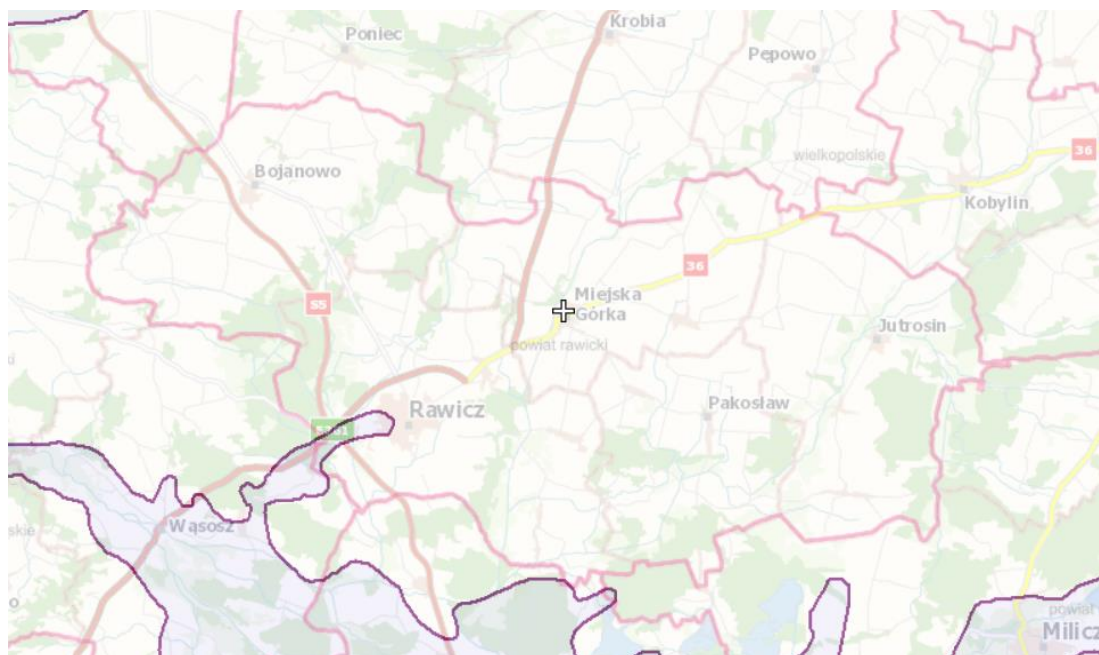 Krobia
Poniec
Pępowo
36
wielkopolskie
Bojanowo
Kobylin
36
Miejska
Górka
S5
Jutrosin
powiat rawicki
Rawicz
Pakosław
Wąsosz
skie
o
powiat
Milicz